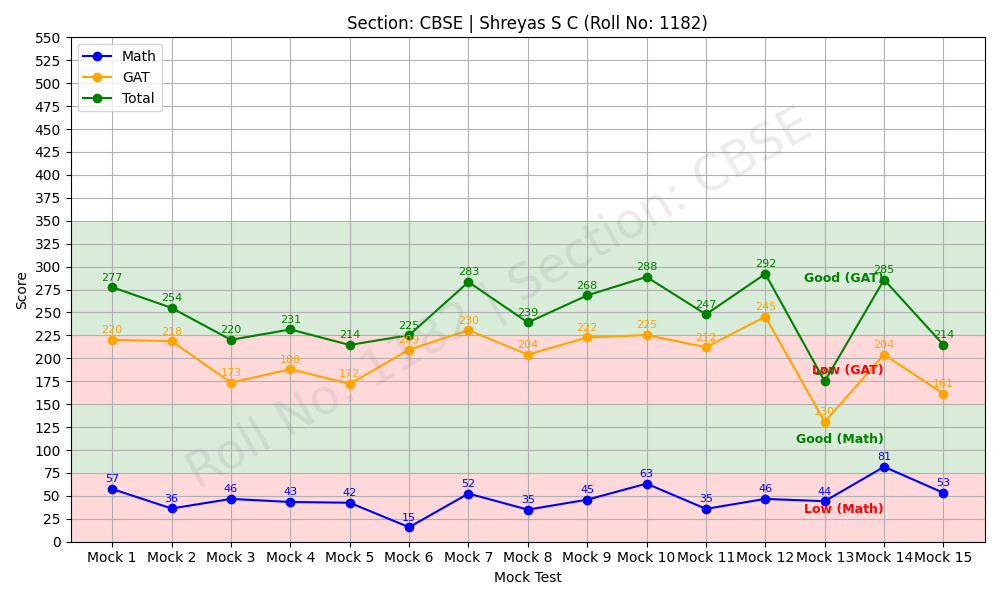 Section: CBSE | Shreyas S C (Roll No: 1182)
Math
GAT
Total
Score
550
525
500
475
450
425
400
375
350
325
300
275
250
225
200
175
150
125
100
75
50
25
0
277 254 220 231 214 225 283 239 268 288 247 292 285 214
220 218 173 188 172 209 230 204 222 225 212 245 130 204 161
57 36 46 43 42 15 52 35 45 63 35 46 44 81 53
Good (GAT)
Low (GAT)
Good (Math)
Low (Math)
Roll No: 1182 | Section: CBSE
Mock 1 Mock 2 Mock 3 Mock 4 Mock 5 Mock 6 Mock 7 Mock 8 Mock 9 Mock 10 Mock 11 Mock 12 Mock 13 Mock 14 Mock 15
Mock Test